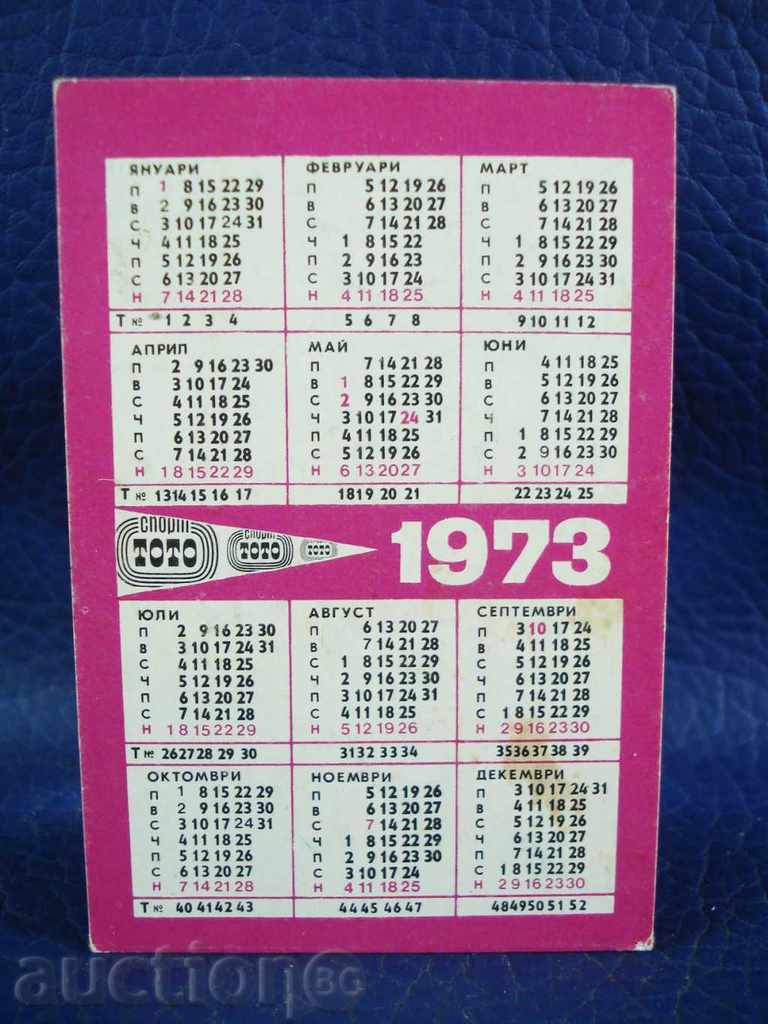 ЯНУАРИ
П 1 8 15 22 29
В 2 9 16 23 30
С 3 10 17 24 31
Ч 4 11 18 25
П 5 12 19 26
С 6 13 20 27
Н 7 14 21 28
ФЕВРУАРИ
П 5 12 19 26
В 6 13 20 27
С 7 14 21 28
Ч 1 8 15 22
П 2 9 16 23
С 3 10 17 24
Н 4 11 18 25
МАРТ
П 5 12 19 26
В 6 13 20 27
С 7 14 21 28
Ч 1 8 15 22 29
П 2 9 16 23 30
С 3 10 17 24 31
Н 4 11 18 25
Т № 1 2 3 4 5 6 7 8 9 10 11 12
АПРИЛ
П 2 9 16 23 30
В 3 10 17 24
С 4 11 18 25
Ч 5 12 19 26
П 6 13 20 27
С 7 14 21 28
Н 1 8 15 22 29
МАЙ
П 7 14 21 28
В 1 8 15 22 29
С 2 9 16 23 30
Ч 3 10 17 24 31
П 4 11 18 25
С 5 12 19 26
Н 6 13 20 27
ЮНИ
П 4 11 18 25
В 5 12 19 26
С 6 13 20 27
Ч 7 14 21 28
П 1 8 15 22 29
С 2 9 16 23 30
Н 3 10 17 24
Т № 13 14 15 16 17 18 19 20 21 22 23 24 25
спорт ТОТО спорт ТОТО ТОТО 1973
ЮЛИ
П 2 9 16 23 30
В 3 10 17 24 31
С 4 11 18 25
Ч 5 12 19 26
П 6 13 20 27
С 7 14 21 28
Н 1 8 15 22 29
АВГУСТ
П 6 13 20 27
В 7 14 21 28
С 1 8 15 22 29
Ч 2 9 16 23 30
П 3 10 17 24 31
С 4 11 18 25
Н 5 12 19 26
СЕПТЕМВРИ
П 3 10 17 24
В 4 11 18 25
С 5 12 19 26
Ч 6 13 20 27
П 7 14 21 28
С 1 8 15 22 29
Н 2 9 16 23 30
Т № 26 27 28 29 30 31 32 33 34 35 36 37 38 39
ОКТОМВРИ
П 1 8 15 22 29
В 2 9 16 23 30
С 3 10 17 24 31
Ч 4 11 18 25
П 5 12 19 26
С 6 13 20 27
Н 7 14 21 28
НОЕМВРИ
П 5 12 19 26
В 6 13 20 27
С 7 14 21 28
Ч 1 8 15 22 29
П 2 9 16 23 30
С 3 10 17 24
Н 4 11 18 25
ДЕКЕМВРИ
П 3 10 17 24 31
В 4 11 18 25
С 5 12 19 26
Ч 6 13 20 27
П 7 14 21 28
С 1 8 15 22 29
Н 2 9 16 23 30
Т № 40 41 42 43 44 45 46 47 48 49 50 51 52
auction BG